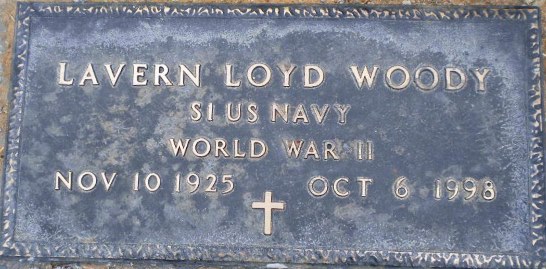 LAVERN LOYD WOODY
S1 US NAVY
WORLD WAR II
NOV 10 1925 OCT 6 1998